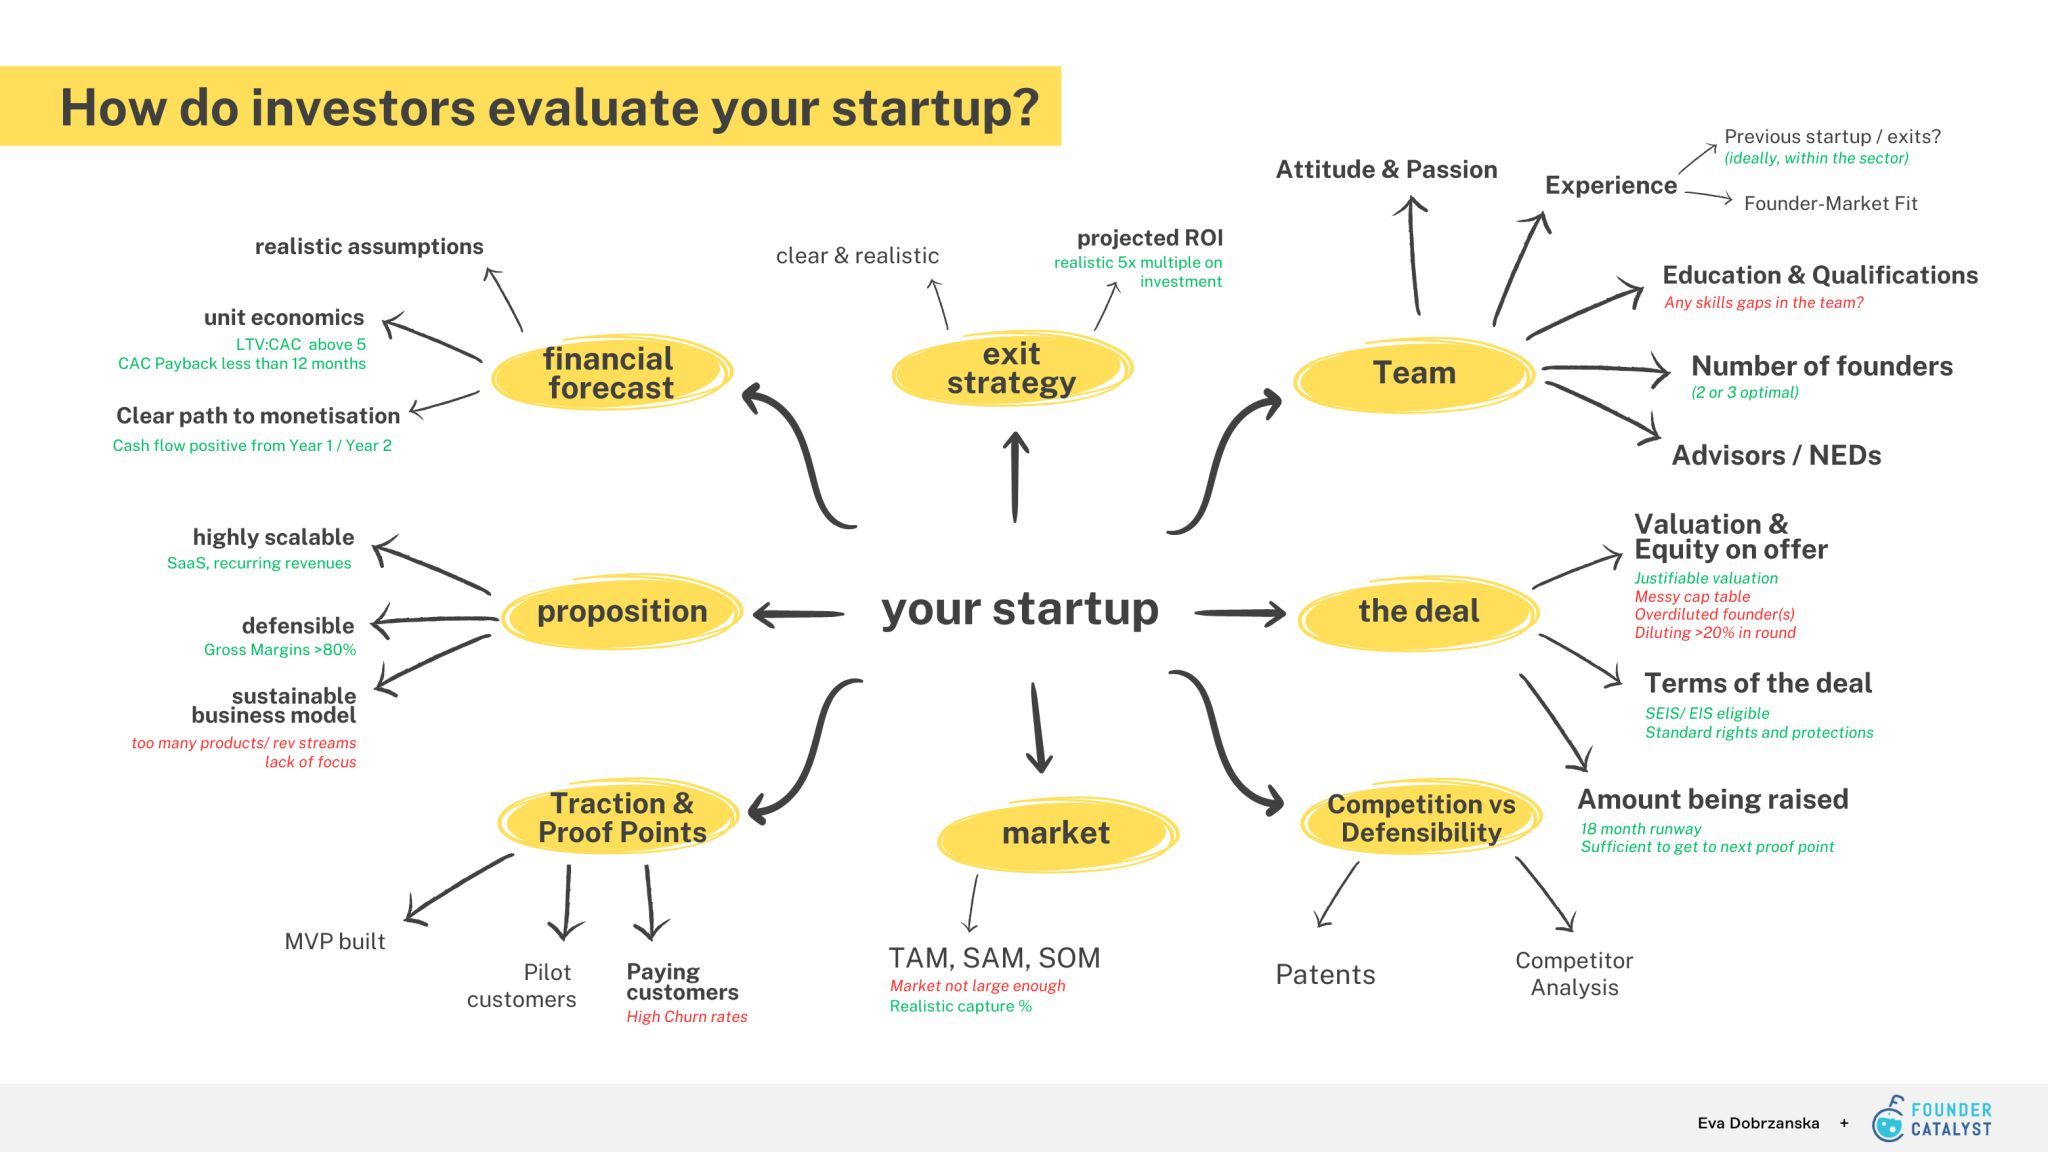 How do investors evaluate your startup?
Attitude & Passion
Experience
Previous startup / exits?
(ideally, within the sector)
Founder-Market Fit
realistic assumptions
unit economics
LTV:CAC above 5
CAC Payback less than 12 months
Clear path to monetisation
Cash flow positive from Year 1 / Year 2
financial
forecast
clear & realistic
projected ROI
realistic 5x multiple on
investment
exit
strategy
Team
Education & Qualifications
Any skills gaps in the team?
Number of founders
(2 or 3 optimal)
Advisors / NEDs
highly scalable
SaaS, recurring revenues
defensible
Gross Margins >80%
sustainable
business model
too many products/ rev streams
lack of focus
proposition
your startup
the deal
Valuation &
Equity on offer
Justifiable valuation
Messy cap table
Overdiluted founder(s)
Diluting >20% in round
Terms of the deal
SEIS/ EIS eligible
Standard rights and protections
Amount being raised
18 month runway
Sufficient to get to next proof point
Traction &
Proof Points
MVP built
Pilot
customers
Paying
customers
High Churn rates
market
TAM, SAM, SOM
Market not large enough
Realistic capture %
Competition vs
Defensibility
Patents
Competitor
Analysis
Eva Dobrzanska +
FOUNDER
CATALYST